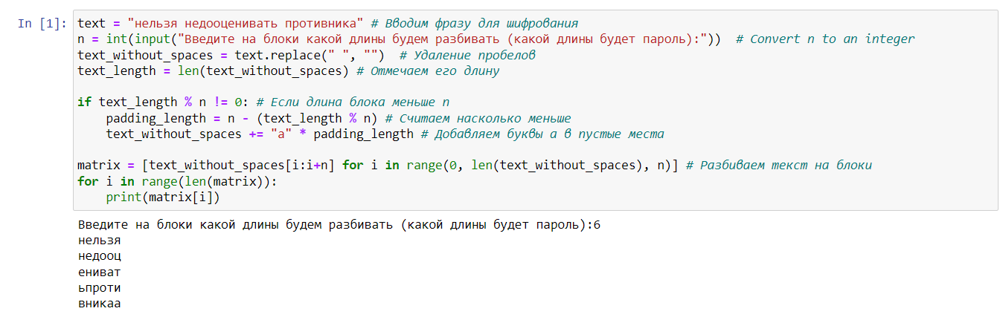 In [1]: text = "нельзя недооценивать противника" # Вводим фразу для шифрования
n = int(input("Введите на блоки какой длины будем разбивать (какой длины будет пароль):"))  # Convert n to an integer
text_without_spaces = text.replace(" ", "")  # Удаление пробелов
text_length = len(text_without_spaces) # Отмечаем его длину
if text_length % n != 0: # Если длина блока меньше n
    padding_length = n - (text_length % n) # Считаем насколько меньше
    text_without_spaces += "а" * padding_length # Добавляем буквы а в пустые места
matrix = [text_without_spaces[i:i+n] for i in range(0, len(text_without_spaces), n)] # Разбиваем текст на блоки
for i in range(len(matrix)):
    print(matrix[i])
Введите на блоки какой длины будем разбивать (какой длины будет пароль):6
нельзя
недооц
ениват
ьпроти
вникаа